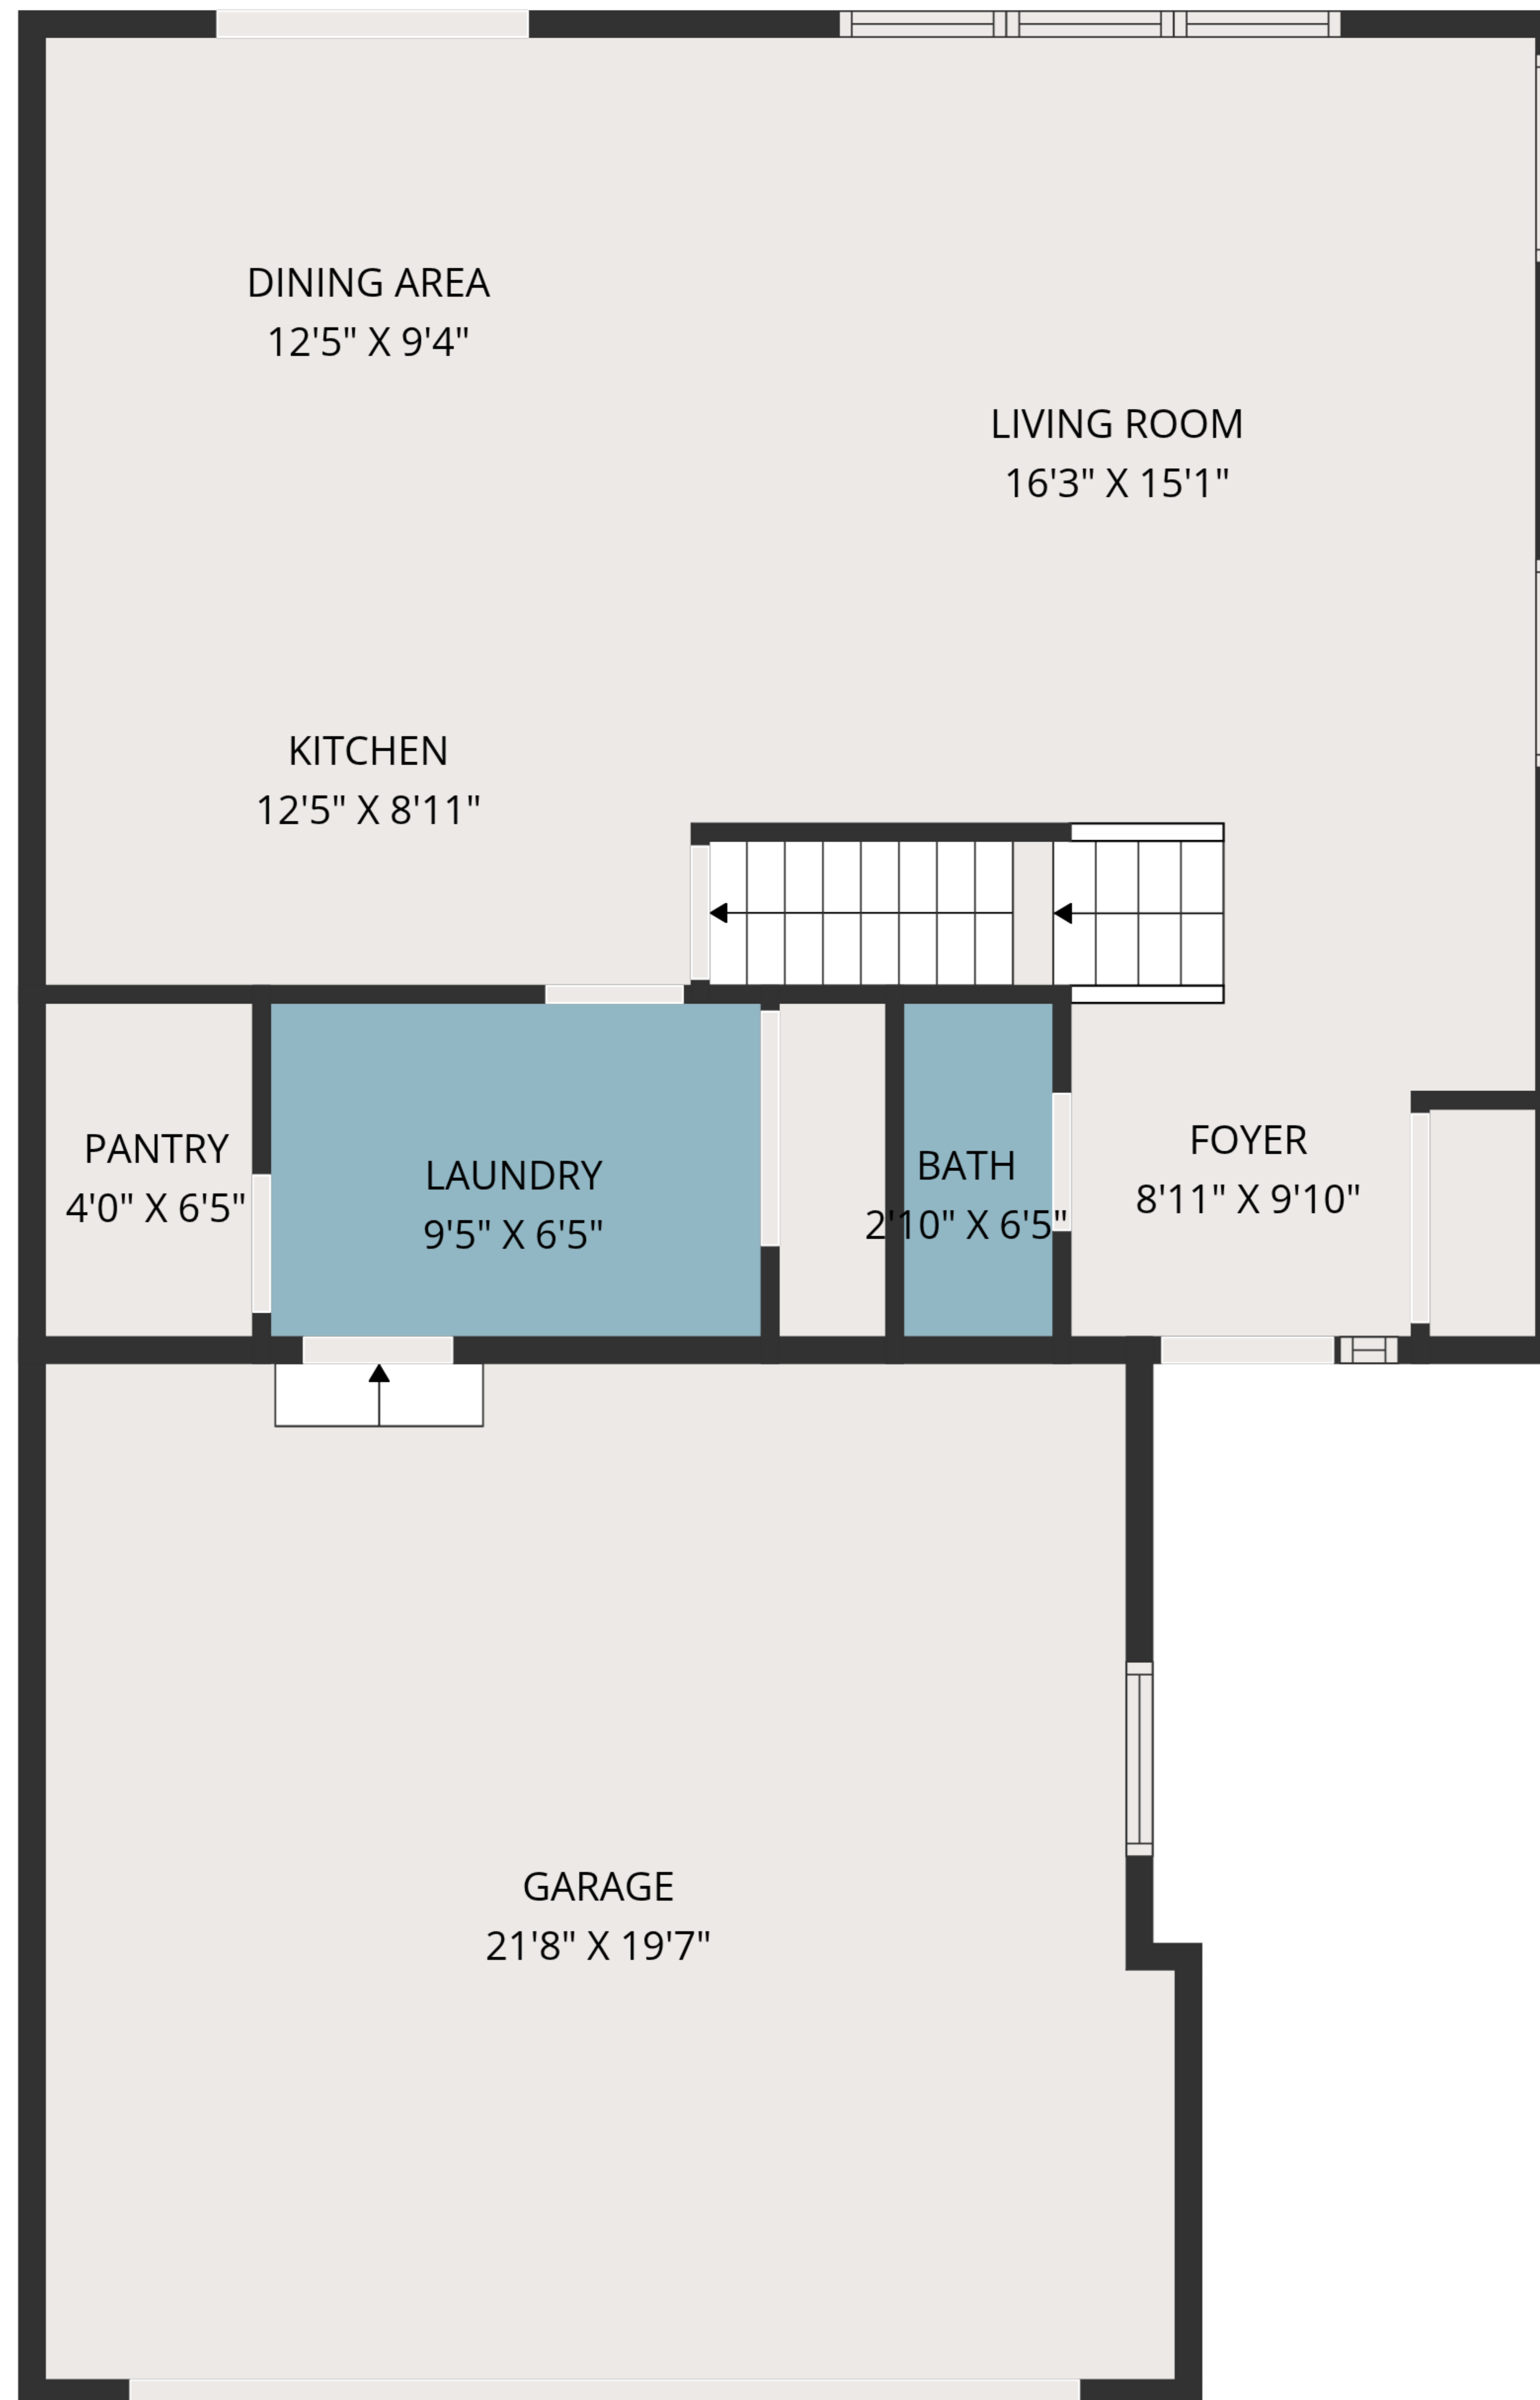 DINING AREA
12'5" X 9'4"
LIVING ROOM
16'3" X 15'1"
KITCHEN
12'5" X 8'11"
PANTRY
4'0" X 6'5"
LAUNDRY
9'5" X 6'5"
BATH
2'10" X 6'5"
FOYER
8'11" X 9'10"
GARAGE
21'8" X 19'7"